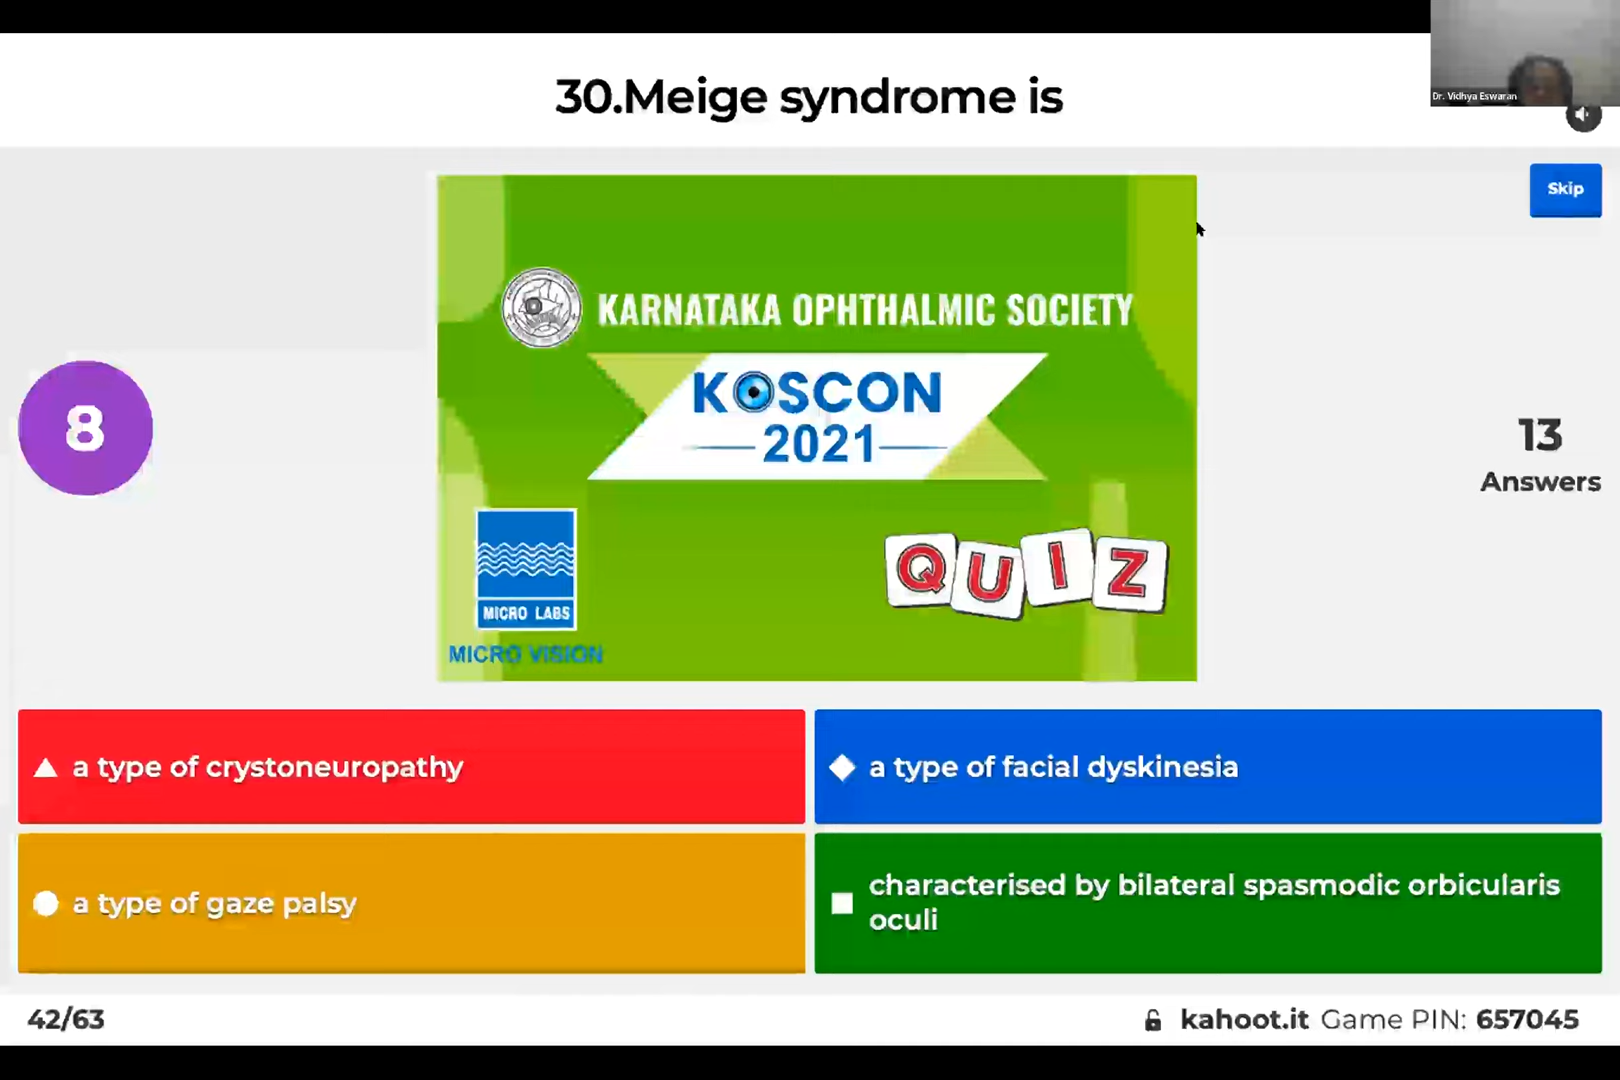 30.Meige syndrome is
Dr. Vidhya Eswaran
Skip
KARNATAKA OPHTHALMIC SOCIETY
KOSCON
2021
8
13
Answers
QUIZ
MICRO LABS
MICRO VISION
a type of crystoneuropathy
a type of facial dyskinesia
a type of gaze palsy
characterised by bilateral spasmodic orbicularis
oculi
42/63
kahoot.it Game PIN: 657045